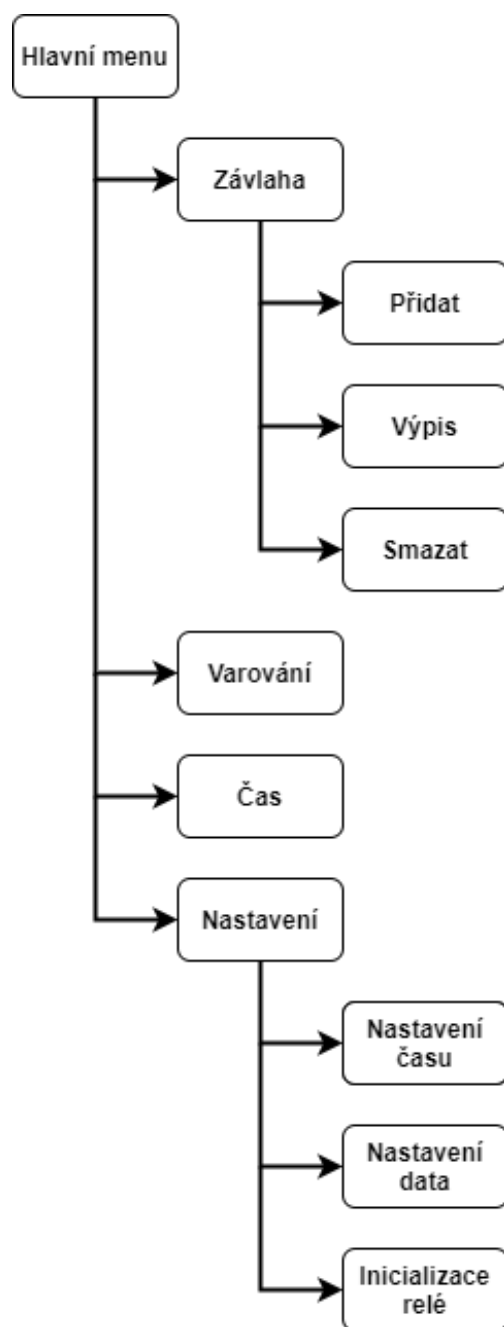 Hlavní menu
Závlaha
Přidat
Výpis
Smazat
Varování
Čas
Nastavení
Nastavení
času
Nastavení
data
Inicializace
relé